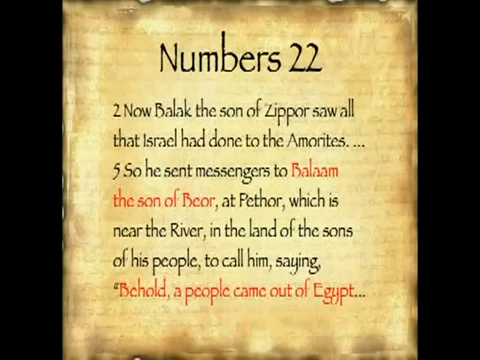 Numbers 22
2 Now Balak the son of Zippor saw all
that Israel had done to the Amorites. ...
5 So he sent messengers to Balaam
the son of Beor, at Pethor, which is
near the River, in the land of the sons
of his people, to call him, saying,
“Behold, a people came out of Egypt...